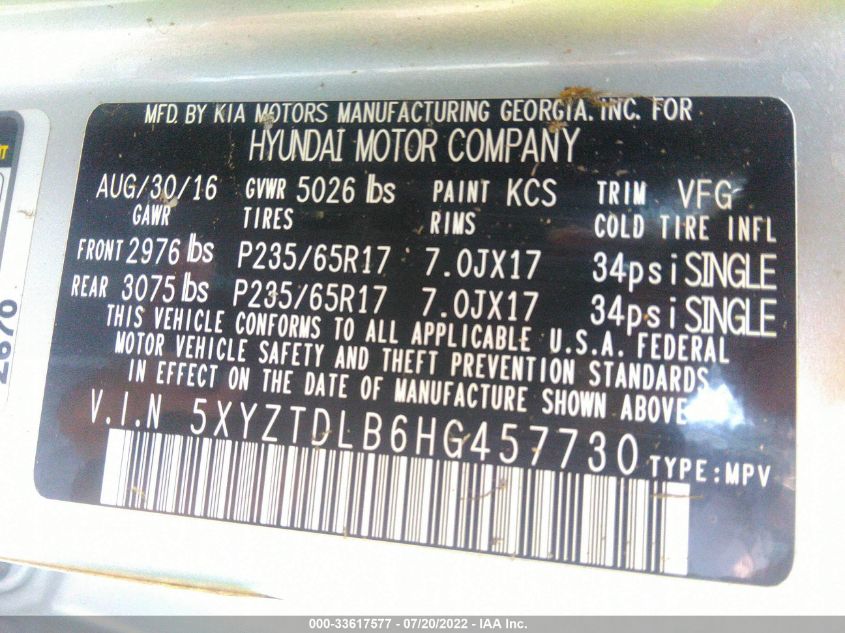 MFD. BY KIA MOTORS MANUFACTURING GEORGIA, INC. FOR
HYUNDAI MOTOR COMPANY
AUG/30/16 GVWR 5026 lbs PAINT KCS TRIM VFG
GAWR TIRES RIMS COLD TIRE INFL
FRONT 2976 lbs P235/65R17 7.0JX17 34psi SINGLE
REAR 3075 lbs P235/65R17 7.0JX17 34psi SINGLE
THIS VEHICLE CONFORMS TO ALL APPLICABLE U.S.A. FEDERAL
MOTOR VEHICLE SAFETY AND THEFT PREVENTION STANDARDS
IN EFFECT ON THE DATE OF MANUFACTURE SHOWN ABOVE.
V.I.N 5XYZTDLB6HG457730 TYPE:MPV
2670
000-33617577 / 07/20/2022 - IAA Inc.